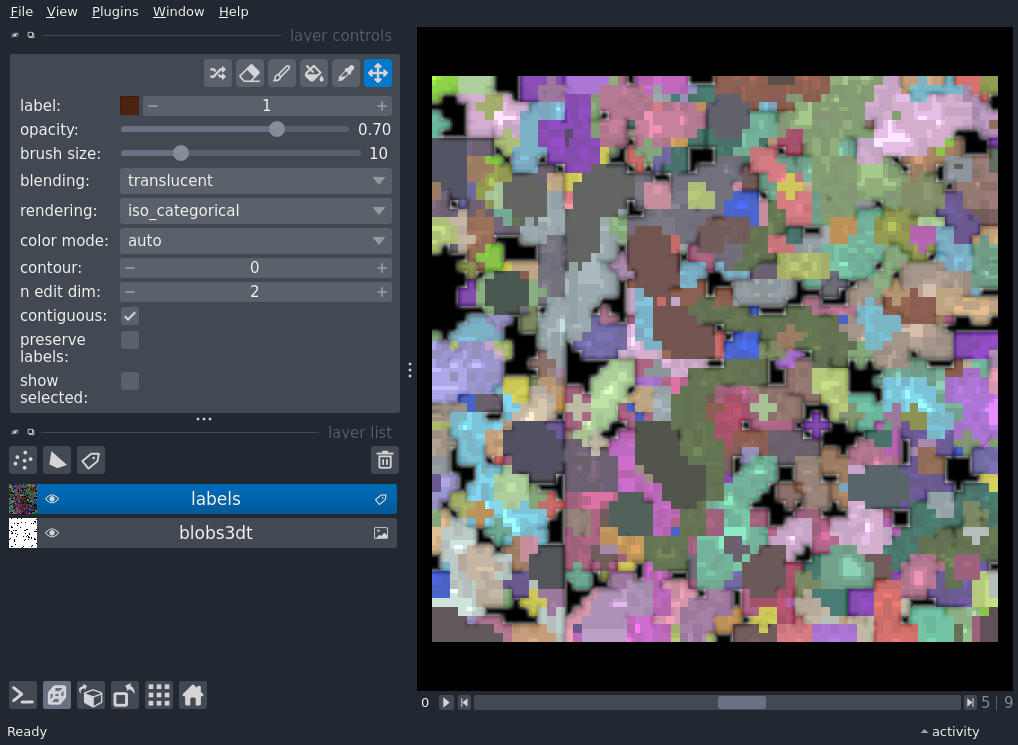 File View Plugins Window Help
layer controls
label: 1
opacity: 0.70
brush size: 10
blending: translucent
rendering: iso_categorical
color mode: auto
contour: 0
n edit dim: 2
contiguous:
preserve
labels:
show
selected:
layer list
labels
blobs3dt
0 5 | 9
Ready activity